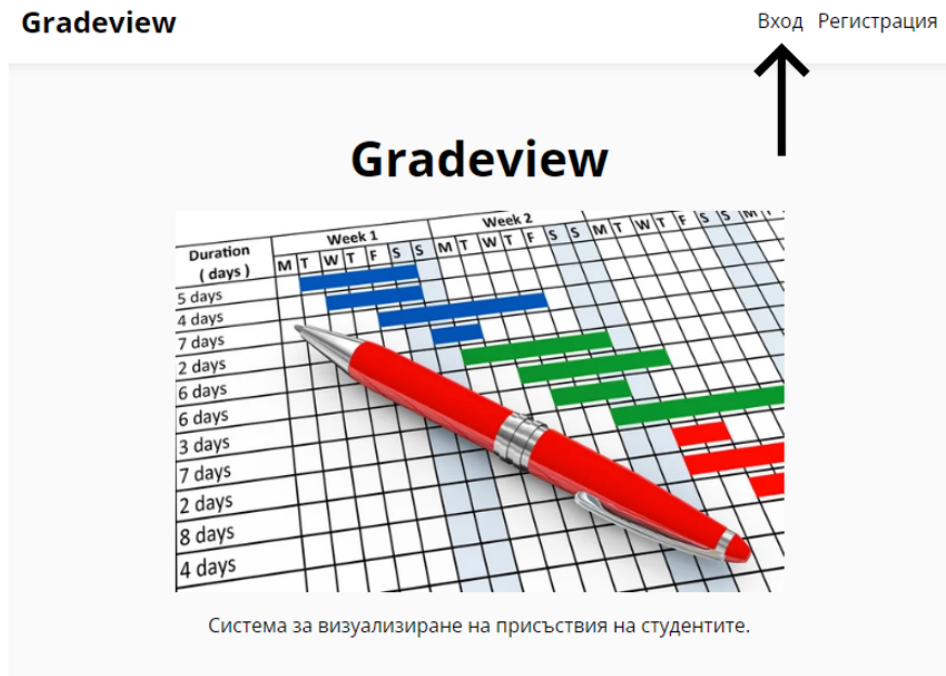 Gradeview
Вход Регистрация
Gradeview
Week 1 Week 2
Duration
( days )
M T W T F S S M T W T F S S M T W T F S S M T
5 days
4 days
7 days
2 days
6 days
6 days
3 days
7 days
2 days
8 days
4 days
Система за визуализиране на присъствия на студентите.